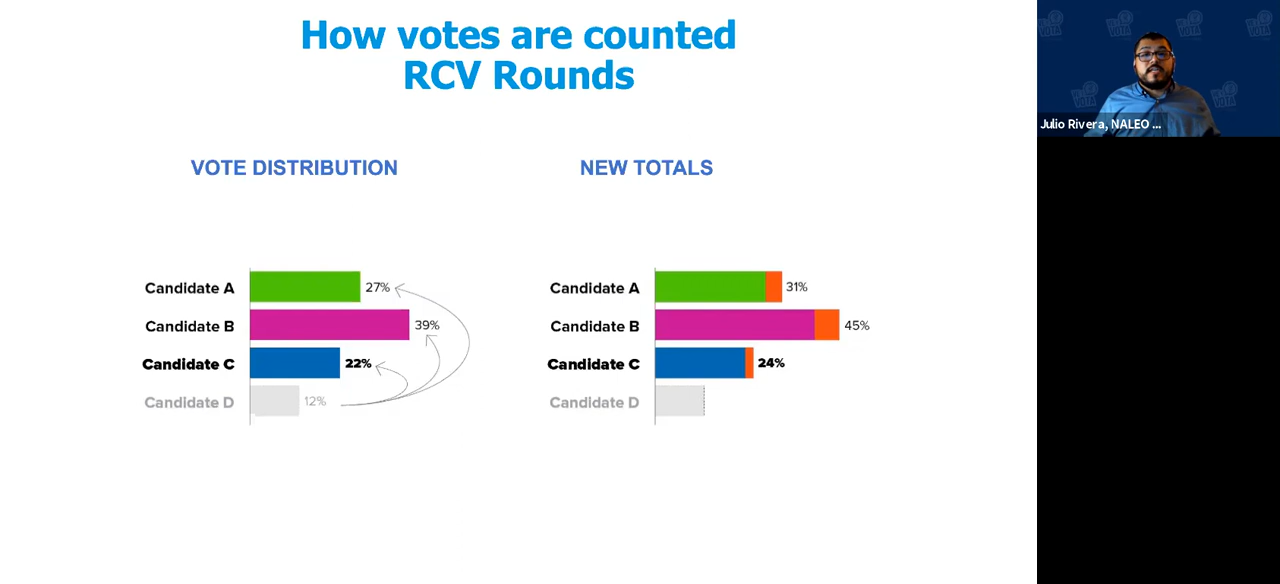 How votes are counted
RCV Rounds
VOTE DISTRIBUTION
NEW TOTALS
Candidate A
27%
Candidate B
39%
Candidate C
22%
Candidate D
12%
Candidate A
31%
Candidate B
45%
Candidate C
24%
Candidate D
Julio Rivera, NALEO ...